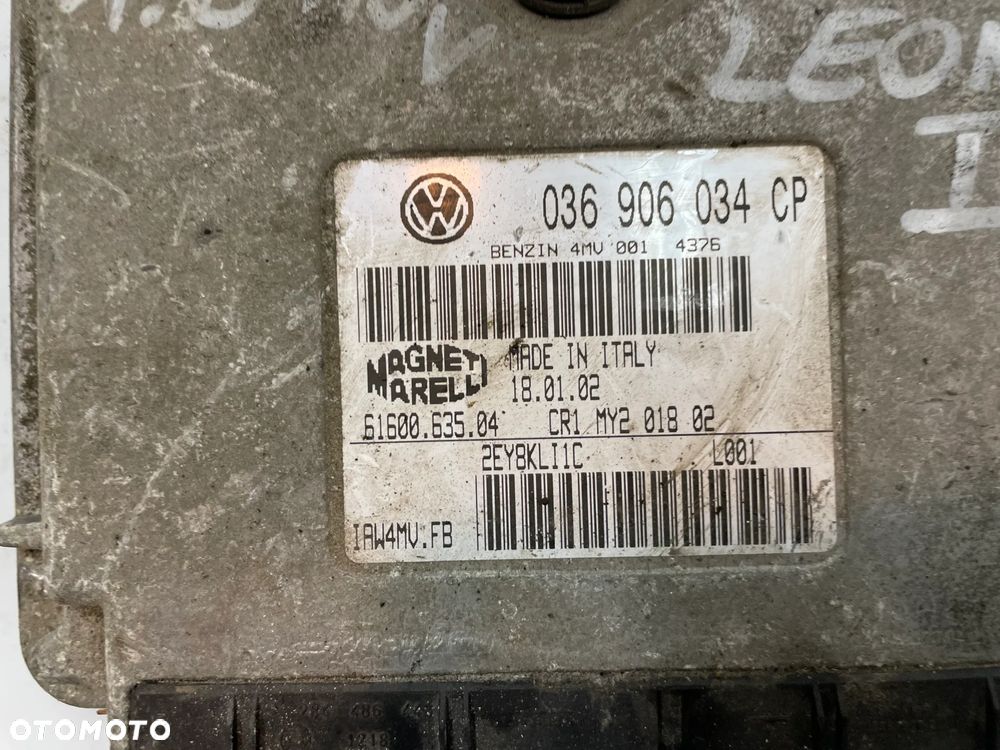 LEON
I
VW
036 906 034 CP
BENZIN 4MV 001 4376
MAGNETI MARELLI
MADE IN ITALY
18.01.02
61600.635.04 CR1 MY2 018 02
2EY8KLI1C L001
IAW4MV.FB
OTOMOTO